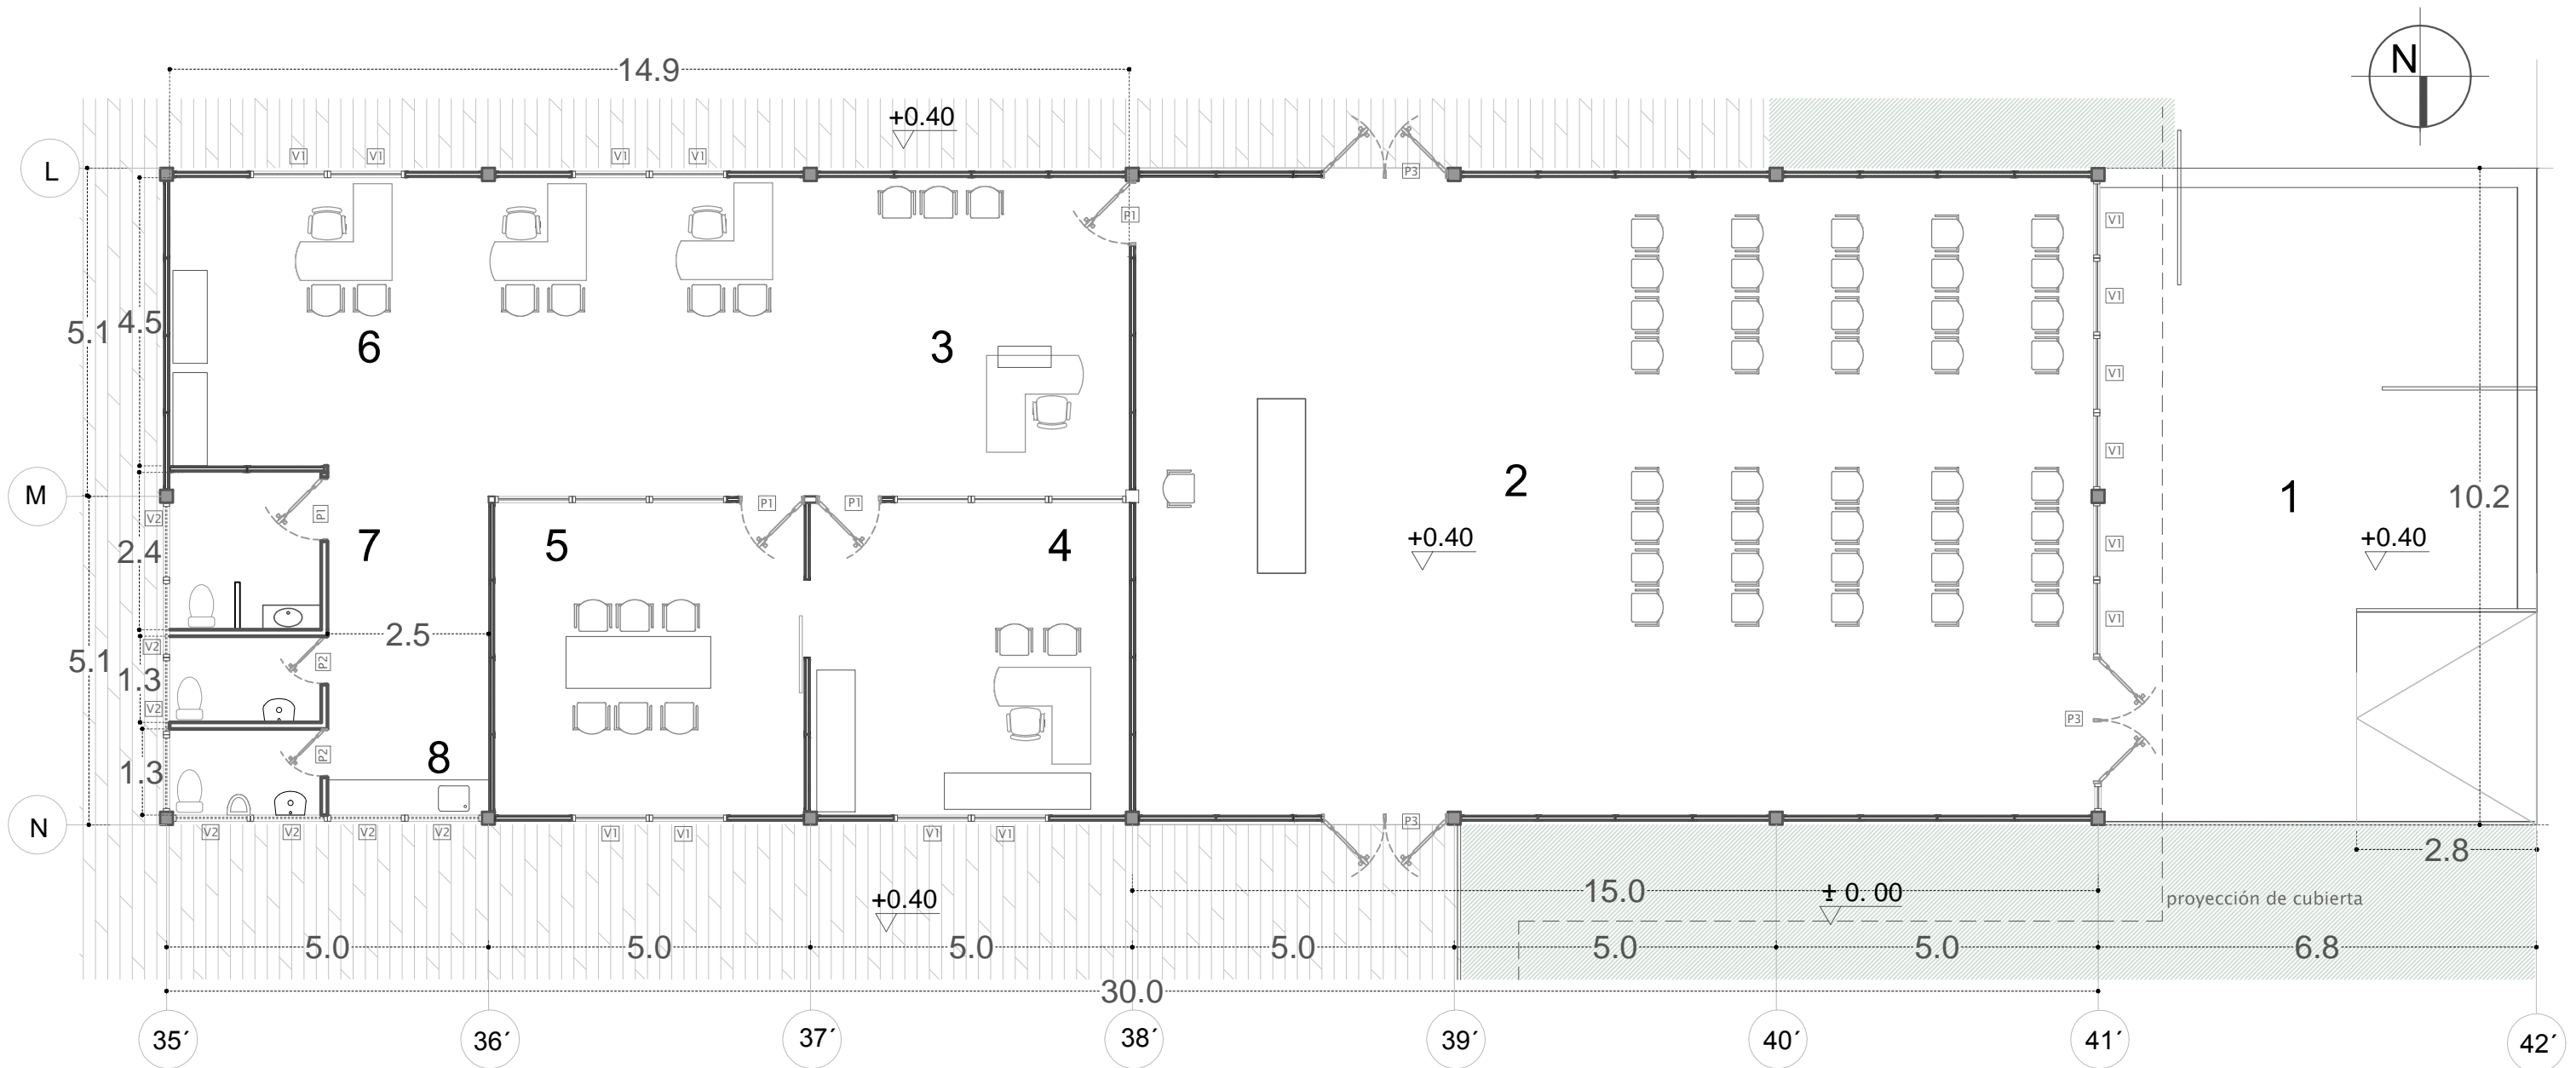 N
14.9
+0.40
V1 V1 V1 V1
L
P3
P1
V1
V1
5.1 4.5
6 3
V1
V1
2
M
1
10.2
P1 P1
V2
P1
+0.40
+0.40
2.4
7 5 4
V1
V1
2.5
V2
5.1
1.3
P2
V2
P3
1.3
P2
8
N
V2 V2 V2 V2 V1 V1 V1 V1
P3
2.8
+0.40
15.0
± 0. 00
proyección de cubierta
5.0 5.0 5.0 5.0 5.0 5.0 6.8
30.0
35´ 36´ 37´ 38´ 39´ 40´ 41´ 42´